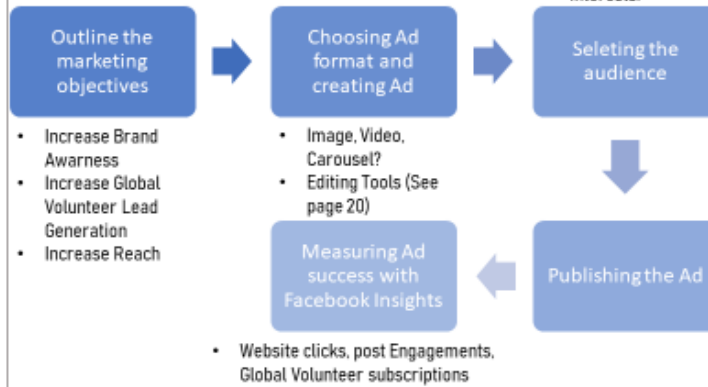 Outline the
marketing
objectives
Choosing Ad
format and
creating Ad
Seleting the
audience
• Increase Brand
Awarness
• Increase Global
Volunteer Lead
Generation
• Increase Reach
• Image, Video,
Carousel?
• Editing Tools (See
page 20)
Measuring Ad
success with
Facebook Insights
Publishing the Ad
• Website clicks, post Engagements,
Global Volunteer subscriptions